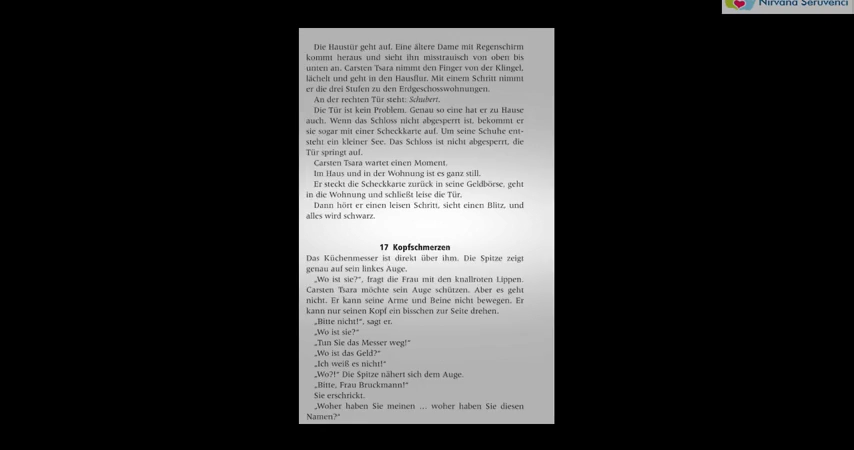 Nirvana Serüvenci
Die Haustür geht auf. Eine ältere Dame mit Regenschirm
kommt heraus und sieht ihn misstrauisch von oben bis
unten an. Carsten Tsara nimmt den Finger von der Klingel,
lächelt und geht in den Hausflur. Mit einem Schritt nimmt
er die drei Stufen zu den Erdgeschosswohnungen.
An der rechten Tür steht: Schubert.
Die Tür ist kein Problem. Genau so eine hat er zu Hause
auch. Wenn das Schloss nicht abgesperrt ist, bekommt er
sie sogar mit einer Scheckkarte auf. Um seine Schuhe ent-
steht ein kleiner See. Das Schloss ist nicht abgesperrt, die
Tür springt auf.
Carsten Tsara wartet einen Moment.
Im Haus und in der Wohnung ist es ganz still.
Er steckt die Scheckkarte zurück in seine Geldbörse, geht
in die Wohnung und schließt leise die Tür.
Dann hört er einen leisen Schritt, sieht einen Blitz, und
alles wird schwarz.
17 Kopfschmerzen
Das Küchenmesser ist direkt über ihm. Die Spitze zeigt
genau auf sein linkes Auge.
„Wo ist sie?“, fragt die Frau mit den knallroten Lippen.
Carsten Tsara möchte sein Auge schützen. Aber es geht
nicht. Er kann seine Arme und Beine nicht bewegen. Er
kann nur seinen Kopf ein bisschen zur Seite drehen.
„Bitte nicht!“, sagt er.
„Wo ist sie?“
„Tun Sie das Messer weg!“
„Wo ist das Geld?“
„Ich weiß es nicht!“
„Wo?!“ Die Spitze nähert sich dem Auge.
„Bitte, Frau Bruckmann!“
Sie erschrickt.
„Woher haben Sie meinen ... woher haben Sie diesen
Namen?“